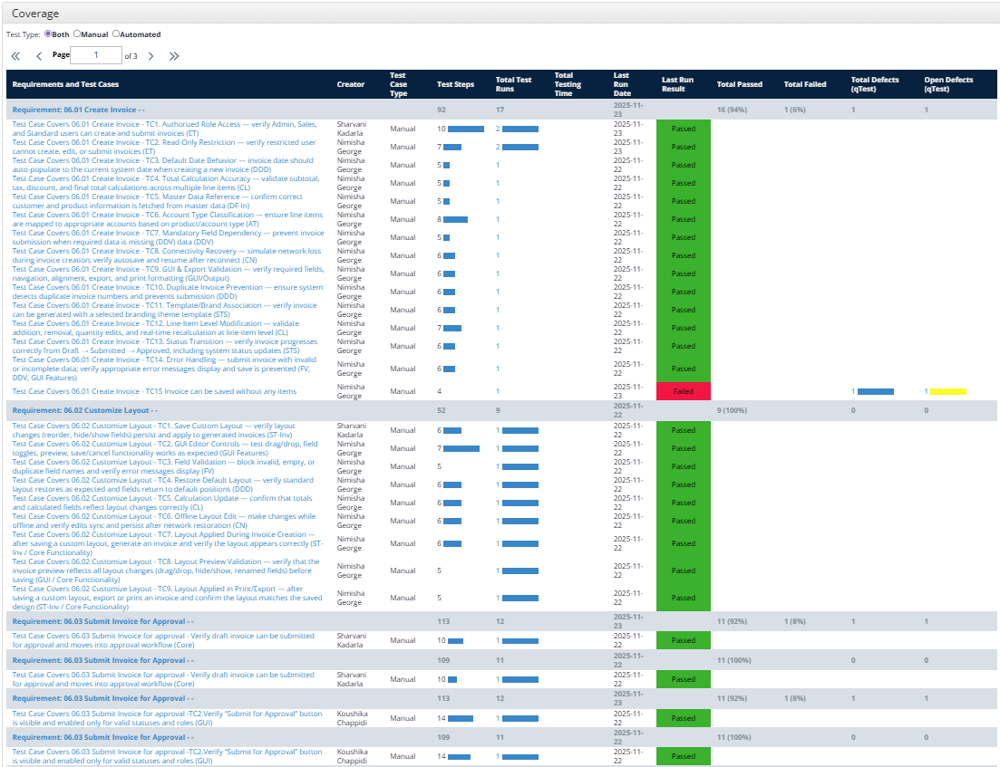 Coverage
Test Type: Both Manual Automated
Page 1 of 3
Requirements and Test Cases Creator Test Case Type Test Steps Total Test Runs Total Testing Time Last Run Date Last Run Result Total Passed Total Failed Total Defects (qTest) Open Defects (qTest)
Requirement: 06.01 Create Invoice - - 92 17 2025-11-23 16 (94%) 1 (6%) 1 1
Test Case Covers 06.01 Create Invoice - TC1. Authorized Role Access — verify Admin, Sales,
and Standard users can create and submit invoices (ET) Sharvani Kadarla Manual 10 2 2025-11-23 Passed
Test Case Covers 06.01 Create Invoice - TC2. Read-Only Restriction — verify restricted user
cannot create, edit, or submit invoices (ET) Nimisha George Manual 7 2 2025-11-23 Passed
Test Case Covers 06.01 Create Invoice - TC3. Default Date Behavior — invoice date should
auto-populate to the current system date when creating a new invoice (DDD) Nimisha George Manual 5 1 2025-11-22 Passed
Test Case Covers 06.01 Create Invoice - TC4. Total Calculation Accuracy — validate subtotal,
tax, discount, and final total calculations across multiple line items (CL) Nimisha George Manual 5 1 2025-11-22 Passed
Test Case Covers 06.01 Create Invoice - TC5. Master Data Reference — confirm correct
customer and product information is fetched from master data (DF-In) Nimisha George Manual 5 1 2025-11-22 Passed
Test Case Covers 06.01 Create Invoice - TC6. Account Type Classification — ensure line items
are mapped to appropriate accounts based on product/account type (AT) Nimisha George Manual 8 1 2025-11-22 Passed
Test Case Covers 06.01 Create Invoice - TC7. Mandatory Field Dependency — prevent invoice
submission when required data is missing (DDV) data (DDV) Nimisha George Manual 5 1 2025-11-22 Passed
Test Case Covers 06.01 Create Invoice - TC8. Connectivity Recovery — simulate network loss
during invoice creation; verify autosave and resume after reconnect (CN) Nimisha George Manual 6 1 2025-11-22 Passed
Test Case Covers 06.01 Create Invoice - TC9. GUI & Export Validation — verify required fields,
navigation, alignment, export, and print formatting (GUI/Output) Nimisha George Manual 6 1 2025-11-22 Passed
Test Case Covers 06.01 Create Invoice - TC10. Duplicate Invoice Prevention — ensure system
detects duplicate invoice numbers and prevents submission (DDD) Nimisha George Manual 6 1 2025-11-22 Passed
Test Case Covers 06.01 Create Invoice - TC11. Template/Brand Association — verify invoice
can be generated with a selected branding theme template (STS) Nimisha George Manual 6 1 2025-11-22 Passed
Test Case Covers 06.01 Create Invoice - TC12. Line-Item Level Modification — validate
addition, removal, quantity edits, and real-time recalculation at line-item level (CL) Nimisha George Manual 7 1 2025-11-22 Passed
Test Case Covers 06.01 Create Invoice - TC13. Status Transition — verify invoice progresses
correctly from Draft → Submitted → Approved, including system status updates (STS) Nimisha George Manual 6 1 2025-11-22 Passed
Test Case Covers 06.01 Create Invoice - TC14. Error Handling — submit invoice with invalid
or incomplete data; verify appropriate error messages display and save is prevented (FV,
DDV, GUI Features) Nimisha George Manual 6 1 2025-11-22 Passed
Test Case Covers 06.01 Create Invoice - TC15 Invoice can be saved without any items Nimisha George Manual 4 1 2025-11-23 Failed 1 1
Requirement: 06.02 Customize Layout - - 52 9 2025-11-22 9 (100%) 0 0
Test Case Covers 06.02 Customize Layout - TC1. Save Custom Layout — verify layout
changes (reorder, hide/show fields) persist and apply to generated invoices (ST-Inv) Sharvani Kadarla Manual 6 1 2025-11-22 Passed
Test Case Covers 06.02 Customize Layout - TC2. GUI Editor Controls — test drag/drop, field
toggles, preview, save/cancel functionality works as expected (GUI Features) Nimisha George Manual 7 1 2025-11-22 Passed
Test Case Covers 06.02 Customize Layout - TC3. Field Validation — block invalid, empty, or
duplicate field names and verify error messages display (FV) Nimisha George Manual 5 1 2025-11-22 Passed
Test Case Covers 06.02 Customize Layout - TC4. Restore Default Layout — verify standard
layout restores as expected and fields return to default positions (DDD) Nimisha George Manual 6 1 2025-11-22 Passed
Test Case Covers 06.02 Customize Layout - TC5. Calculation Update — confirm that totals
and calculated fields reflect layout changes correctly (CL) Nimisha George Manual 6 1 2025-11-22 Passed
Test Case Covers 06.02 Customize Layout - TC6. Offline Layout Edit — make changes while
offline and verify edits sync and persist after network restoration (CN) Nimisha George Manual 6 1 2025-11-22 Passed
Test Case Covers 06.02 Customize Layout - TC7. Layout Applied During Invoice Creation —
after saving a custom layout, generate an invoice and verify the layout appears correctly (ST-
Inv / Core Functionality) Nimisha George Manual 6 1 2025-11-22 Passed
Test Case Covers 06.02 Customize Layout - TC8. Layout Preview Validation — verify that the
invoice preview reflects all layout changes (drag/drop, hide/show, renamed fields) before
saving (GUI / Core Functionality) Nimisha George Manual 5 1 2025-11-22 Passed
Test Case Covers 06.02 Customize Layout - TC9. Layout Applied in Print/Export — after
saving a custom layout, export or print an invoice and confirm the layout matches the saved
design (ST-Inv / Core Functionality) Nimisha George Manual 5 1 2025-11-22 Passed
Requirement: 06.03 Submit Invoice for Approval - - 113 12 2025-11-23 11 (92%) 1 (8%) 1 1
Test Case Covers 06.03 Submit Invoice for approval - Verify draft invoice can be submitted
for approval and moves into approval workflow (Core) Sharvani Kadarla Manual 10 1 2025-11-22 Passed
Requirement: 06.03 Submit Invoice for Approval - - 109 11 2025-11-22 11 (100%) 0 0
Test Case Covers 06.03 Submit Invoice for approval - Verify draft invoice can be submitted
for approval and moves into approval workflow (Core) Sharvani Kadarla Manual 10 1 2025-11-22 Passed
Requirement: 06.03 Submit Invoice for Approval - - 113 12 2025-11-23 11 (92%) 1 (8%) 1 1
Test Case Covers 06.03 Submit Invoice for approval -TC2.Verify “Submit for Approval” button
is visible and enabled only for valid statuses and roles (GUI) Koushika Chappidi Manual 14 1 2025-11-22 Passed
Requirement: 06.03 Submit Invoice for Approval - - 109 11 2025-11-22 11 (100%) 0 0
Test Case Covers 06.03 Submit Invoice for approval -TC2.Verify “Submit for Approval” button
is visible and enabled only for valid statuses and roles (GUI) Koushika Chappidi Manual 14 1 2025-11-22 Passed